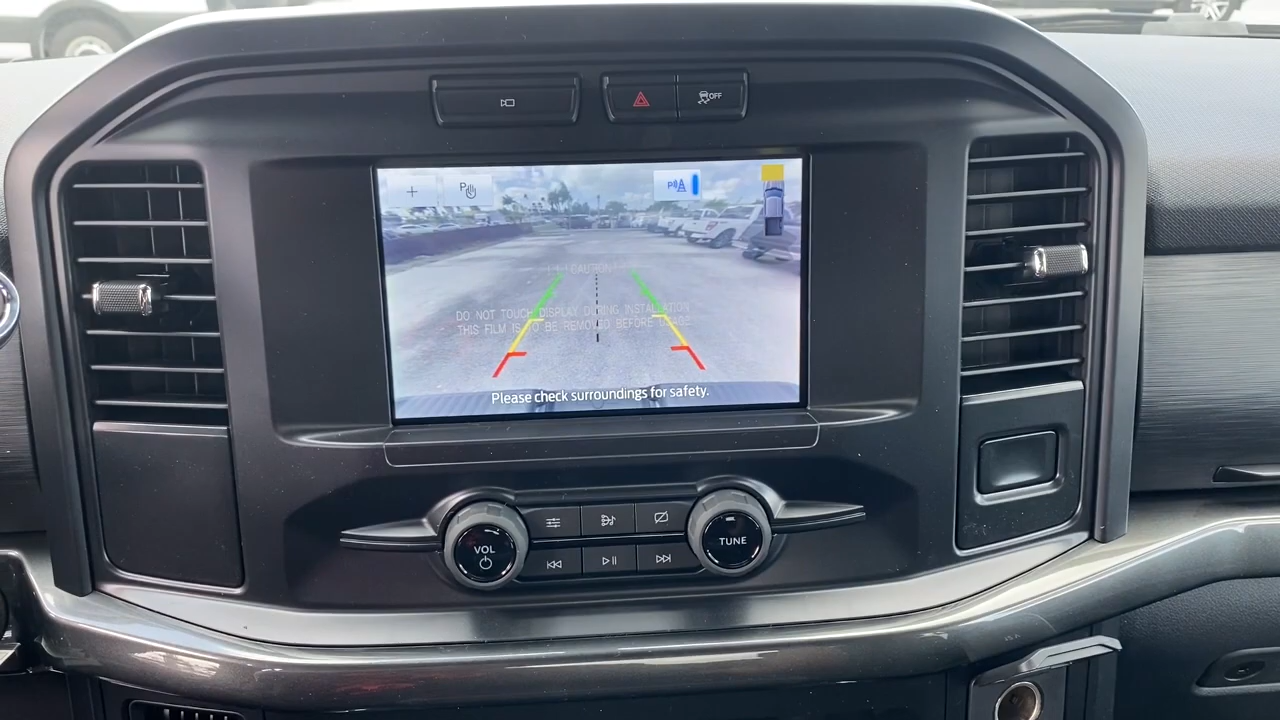 OFF
P
P
! CAUTION !
DO NOT TOUCH DISPLAY DURING INSTALLATION
THIS FILM IS TO BE REMOVED BEFORE USAGE
Please check surroundings for safety.
VOL
TUNE